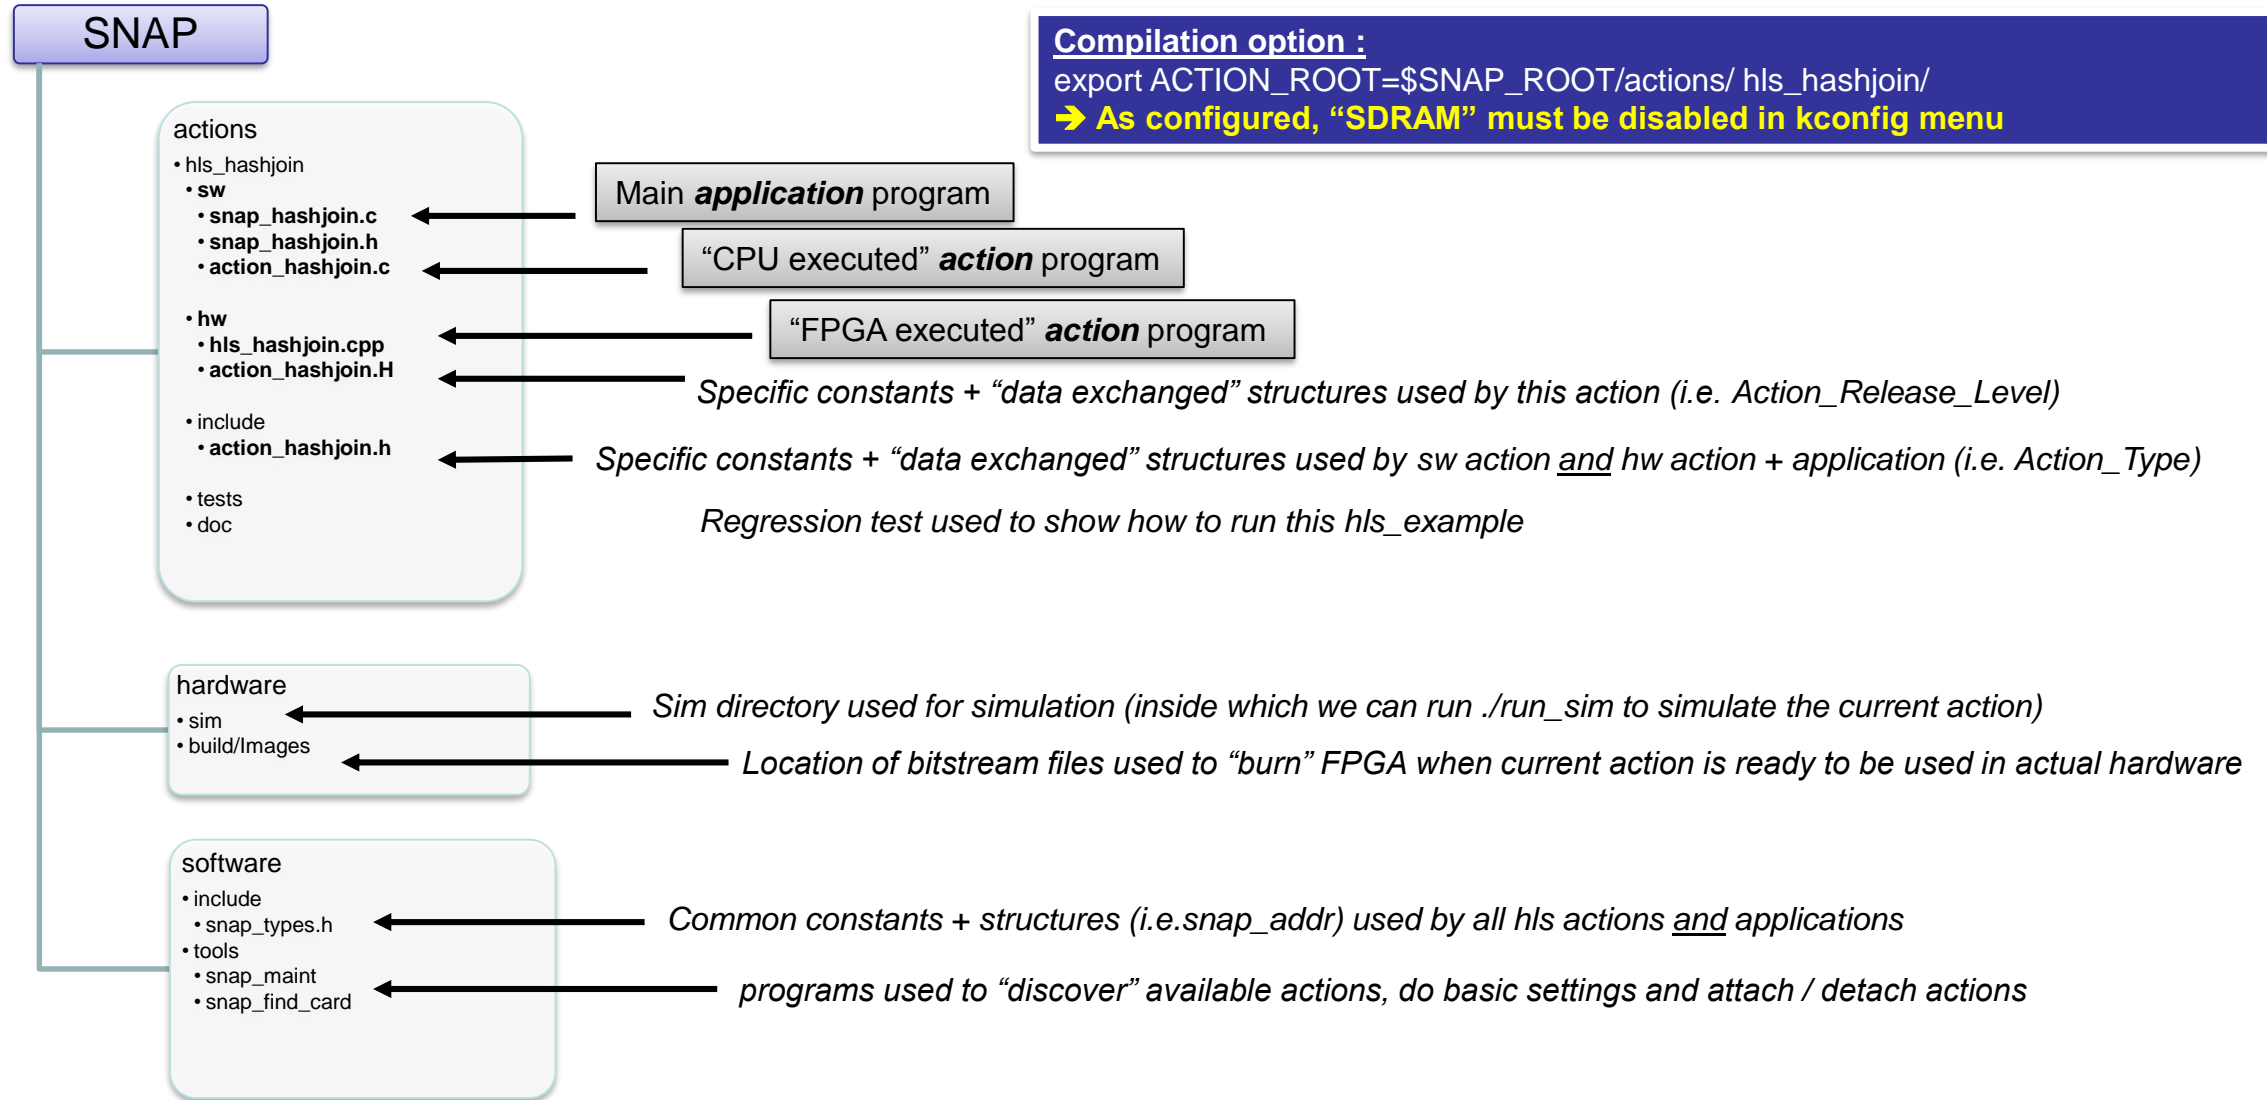 SNAP
Compilation option :
export ACTION_ROOT=$SNAP_ROOT/actions/ hls_hashjoin/
➔ As configured, “SDRAM” must be disabled in kconfig menu
actions
• hls_hashjoin
• sw
• snap_hashjoin.c
• snap_hashjoin.h
• action_hashjoin.c
• hw
• hls_hashjoin.cpp
• action_hashjoin.H
• include
• action_hashjoin.h
• tests
• doc
Main application program
“CPU executed” action program
“FPGA executed” action program
Specific constants + “data exchanged” structures used by this action (i.e. Action_Release_Level)
Specific constants + “data exchanged” structures used by sw action and hw action + application (i.e. Action_Type)
Regression test used to show how to run this hls_example
hardware
• sim
• build/Images
Sim directory used for simulation (inside which we can run ./run_sim to simulate the current action)
Location of bitstream files used to “burn” FPGA when current action is ready to be used in actual hardware
software
• include
• snap_types.h
• tools
• snap_maint
• snap_find_card
Common constants + structures (i.e.snap_addr) used by all hls actions and applications
programs used to “discover” available actions, do basic settings and attach / detach actions